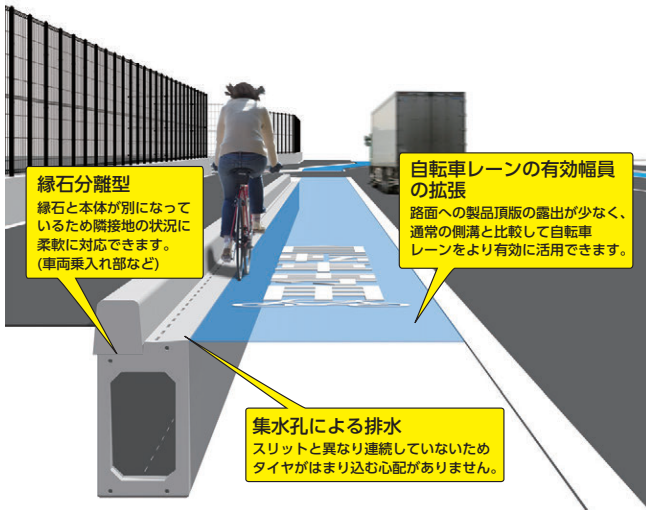 縁石分離型
縁石と本体が別になって
いるため隣接地の状況に
柔軟に対応できます。
(車両乗入れ部など)
自転車レーンの有効幅員
の拡張
路面への製品頂版の露出が少なく、
通常の側溝と比較して自転車
レーンをより有効に活用できます。
集水孔による排水
スリットと異なり連続していないため
タイヤがはまり込む心配がありません。